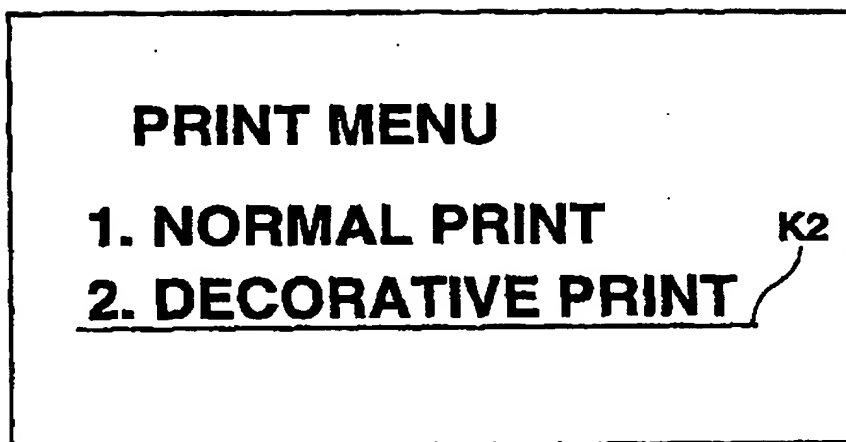 PRINT MENU
1. NORMAL PRINT
K2
2. DECORATIVE PRINT